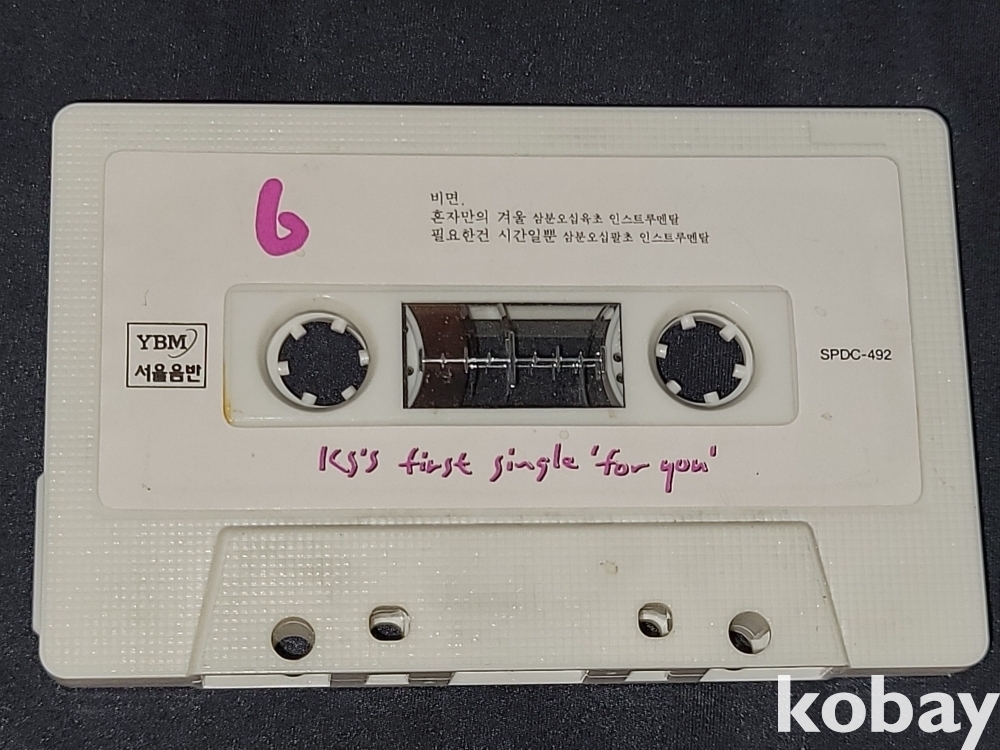 b
비면.
혼자만의 겨울 삼분오십육초 인스트루멘탈
필요한건 시간일뿐 삼분오십팔초 인스트루멘탈
YBM
서울음반
SPDC-492
KS's first single 'for you'
kobay